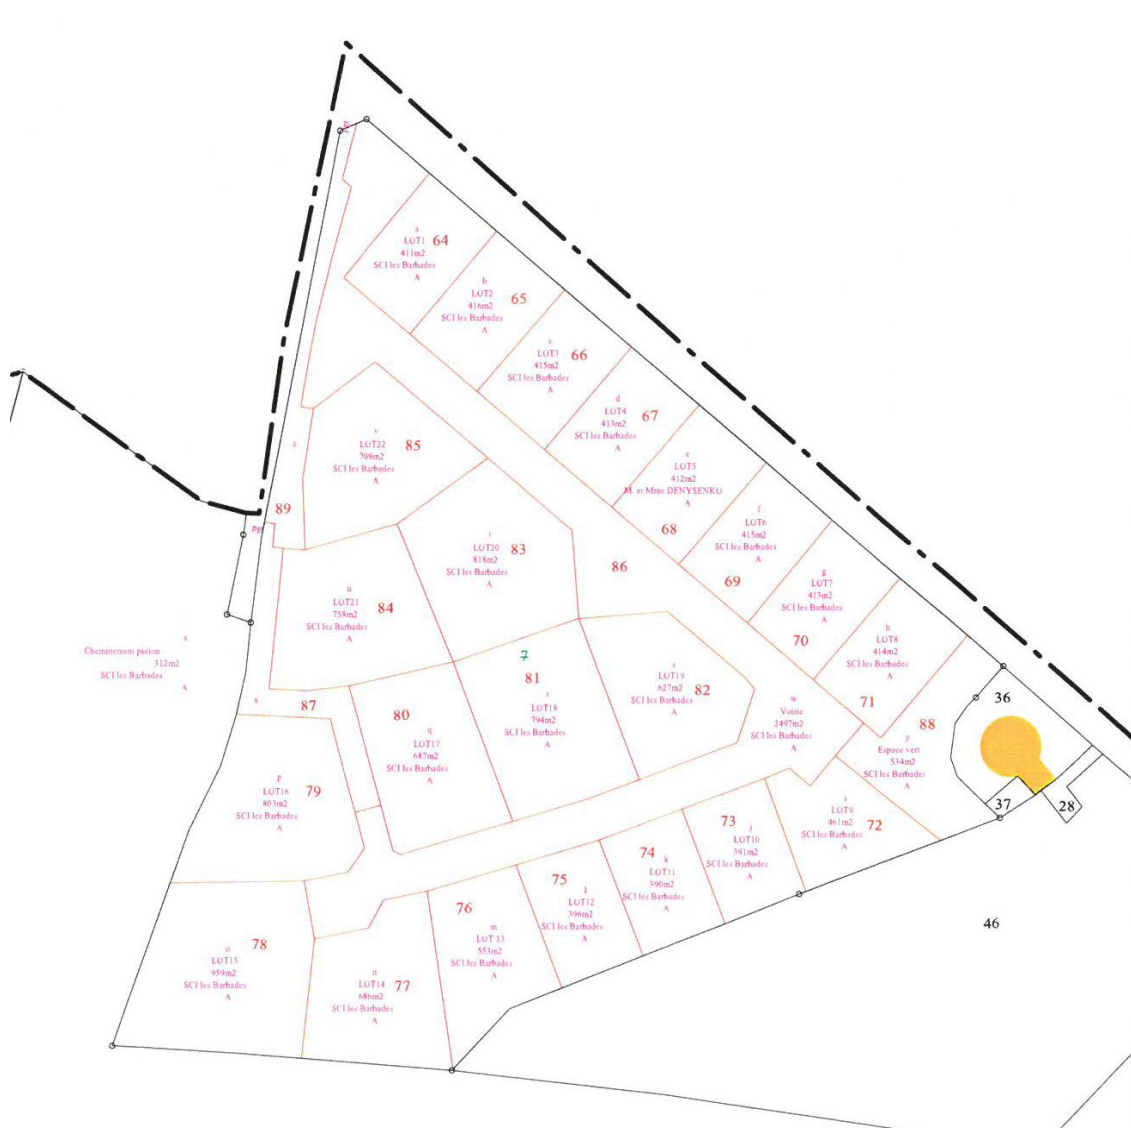 a
LOT1 64
411m2
SCI les Barbades
A
b
LOT2 65
416m2
SCI les Barbades
A
c
LOT3 66
415m2
SCI les Barbades
A
d
LOT4 67
413m2
SCI les Barbades
A
e
LOT5
412m2
M. et Mme DENYSENKO
A
68
f
LOT6
415m2
SCI les Barbades
A
69
g
LOT7
413m2
SCI les Barbades
A
70
h
LOT8
414m2
SCI les Barbades
A
71
v
LOT22 85
709m2
SCI les Barbades
A
z
89
t
LOT20 83
818m2
SCI les Barbades
A
86
u
LOT21 84
758m2
SCI les Barbades
A
x
Cheminement piéton
312m2
SCI les Barbades
A
x
87
7
81
r
LOT18
794m2
SCI les Barbades
A
s
LOT19 82
627m2
SCI les Barbades
A
w
Voirie
2497m2
SCI les Barbades
A
88
y
Espace vert
534m2
SCI les Barbades
A
36
37
28
80
q
LOT17
687m2
SCI les Barbades
A
p
LOT16 79
803m2
SCI les Barbades
A
i
LOT9 72
461m2
SCI les Barbades
A
73
j
LOT10
391m2
SCI les Barbades
A
74
k
LOT11
390m2
SCI les Barbades
A
75
l
LOT12
396m2
SCI les Barbades
A
76
m
LOT 13
553m2
SCI les Barbades
A
n
LOT14 77
686m2
SCI les Barbades
A
o
LOT15 78
959m2
SCI les Barbades
A
46